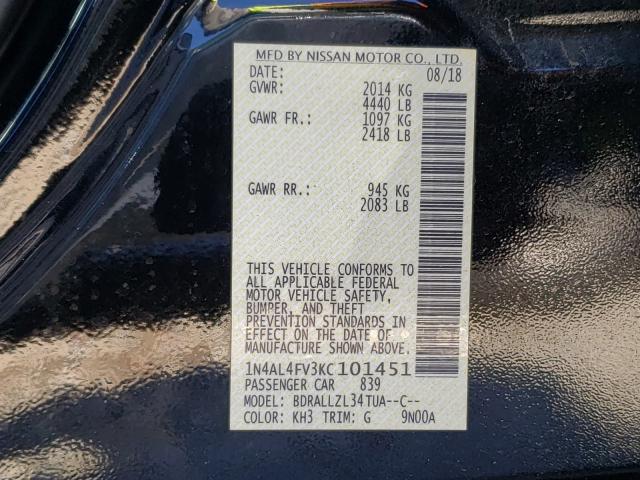 MFD BY NISSAN MOTOR CO., LTD.
DATE: 08/18
GVWR: 2014 KG
4440 LB
GAWR FR.: 1097 KG
2418 LB
GAWR RR.: 945 KG
2083 LB
THIS VEHICLE CONFORMS TO
ALL APPLICABLE FEDERAL
MOTOR VEHICLE SAFETY,
BUMPER, AND THEFT
PREVENTION STANDARDS IN
EFFECT ON THE DATE OF
MANUFACTURE SHOWN ABOVE.
1N4AL4FV3KC101451
PASSENGER CAR 839
MODEL: BDRALLZL34TUA--C--
COLOR: KH3 TRIM: G 9N00A